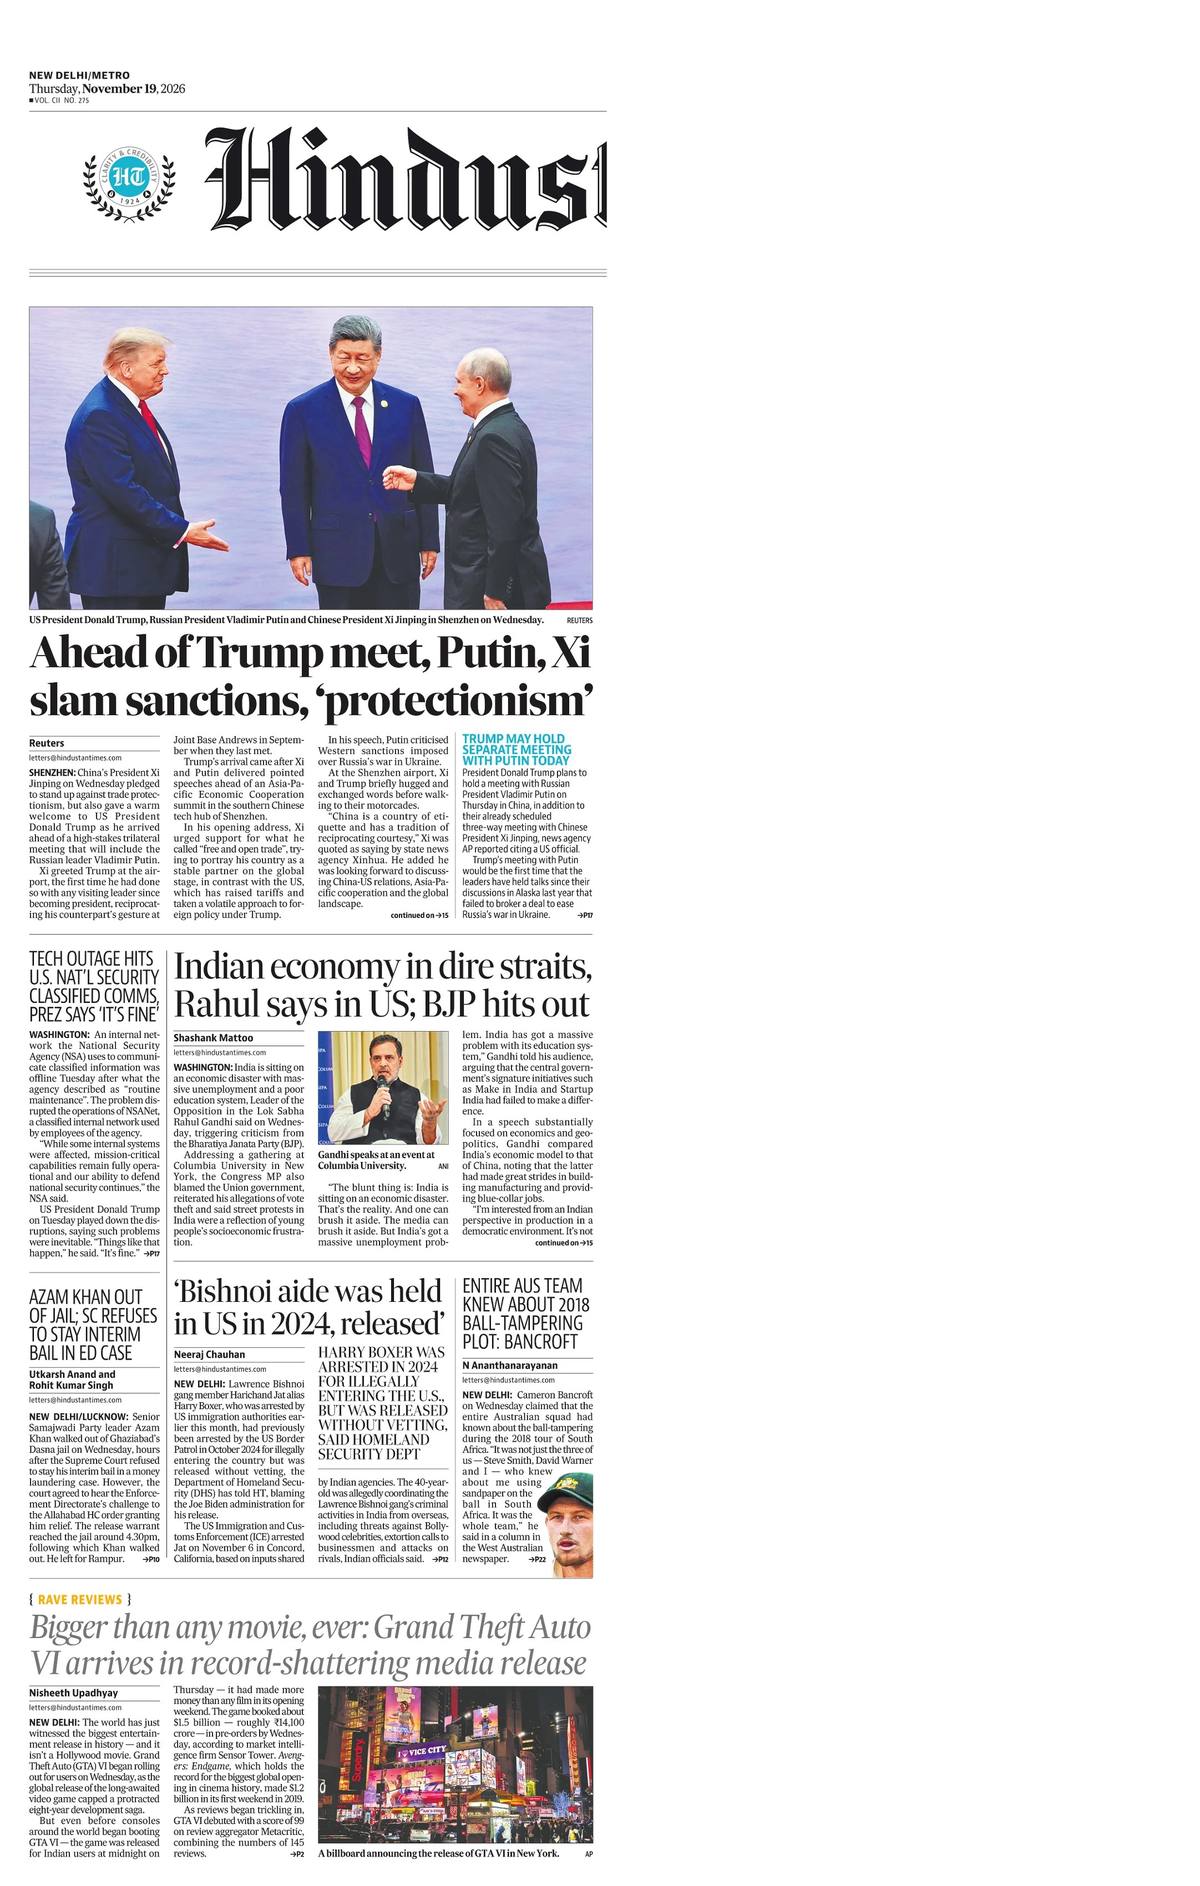 NEW DELHI/METRO
Thursday, November 19, 2026
■ VOL. CII NO. 275
CLARITY & CREDIBILITY
HT
1924
Hindust
US President Donald Trump, Russian President Vladimir Putin and Chinese President Xi Jinping in Shenzhen on Wednesday. REUTERS
Ahead of Trump meet, Putin, Xi
slam sanctions, ‘protectionism’
Reuters
letters@hindustantimes.com
SHENZHEN: China's President Xi
Jinping on Wednesday pledged
to stand up against trade protec-
tionism, but also gave a warm
welcome to US President
Donald Trump as he arrived
ahead of a high-stakes trilateral
meeting that will include the
Russian leader Vladimir Putin.
Xi greeted Trump at the air-
port, the first time he had done
so with any visiting leader since
becoming president, reciprocat-
ing his counterpart's gesture at
Joint Base Andrews in Septem-
ber when they last met.
Trump's arrival came after Xi
and Putin delivered pointed
speeches ahead of an Asia-Pa-
cific Economic Cooperation
summit in the southern Chinese
tech hub of Shenzhen.
In his opening address, Xi
urged support for what he
called “free and open trade”, try-
ing to portray his country as a
stable partner on the global
stage, in contrast with the US,
which has raised tariffs and
taken a volatile approach to for-
eign policy under Trump.
In his speech, Putin criticised
Western sanctions imposed
over Russia's war in Ukraine.
At the Shenzhen airport, Xi
and Trump briefly hugged and
exchanged words before walk-
ing to their motorcades.
“China is a country of eti-
quette and has a tradition of
reciprocating courtesy,” Xi was
quoted as saying by state news
agency Xinhua. He added he
was looking forward to discuss-
ing China-US relations, Asia-Pa-
cific cooperation and the global
landscape.
continued on →15
TRUMP MAY HOLD
SEPARATE MEETING
WITH PUTIN TODAY
President Donald Trump plans to
hold a meeting with Russian
President Vladimir Putin on
Thursday in China, in addition to
their already scheduled
three-way meeting with Chinese
President Xi Jinping, news agency
AP reported citing a US official.
Trump's meeting with Putin
would be the first time that the
leaders have held talks since their
discussions in Alaska last year that
failed to broker a deal to ease
Russia's war in Ukraine. →P17
TECH OUTAGE HITS
U.S. NAT'L SECURITY
CLASSIFIED COMMS,
PREZ SAYS ‘IT'S FINE’
WASHINGTON: An internal net-
work the National Security
Agency (NSA) uses to communi-
cate classified information was
offline Tuesday after what the
agency described as “routine
maintenance”. The problem dis-
rupted the operations of NSANet,
a classified internal network used
by employees of the agency.
“While some internal systems
were affected, mission-critical
capabilities remain fully opera-
tional and our ability to defend
national security continues,” the
NSA said.
US President Donald Trump
on Tuesday played down the dis-
ruptions, saying such problems
were inevitable. “Things like that
happen,” he said. “It's fine.” →P17
Indian economy in dire straits,
Rahul says in US; BJP hits out
Shashank Mattoo
letters@hindustantimes.com
WASHINGTON: India is sitting on
an economic disaster with mas-
sive unemployment and a poor
education system, Leader of the
Opposition in the Lok Sabha
Rahul Gandhi said on Wednes-
day, triggering criticism from
the Bharatiya Janata Party (BJP).
Addressing a gathering at
Columbia University in New
York, the Congress MP also
blamed the Union government,
reiterated his allegations of vote
theft and said street protests in
India were a reflection of young
people's socioeconomic frustra-
tion.
Gandhi speaks at an event at
Columbia University. ANI
“The blunt thing is: India is
sitting on an economic disaster.
That's the reality. And one can
brush it aside. The media can
brush it aside. But India's got a
massive unemployment prob-
lem. India has got a massive
problem with its education sys-
tem,” Gandhi told his audience,
arguing that the central govern-
ment's signature initiatives such
as Make in India and Startup
India had failed to make a differ-
ence.
In a speech substantially
focused on economics and geo-
politics, Gandhi compared
India's economic model to that
of China, noting that the latter
had made great strides in build-
ing manufacturing and provid-
ing blue-collar jobs.
“I'm interested from an Indian
perspective in production in a
democratic environment. It's not
continued on →15
AZAM KHAN OUT
OF JAIL; SC REFUSES
TO STAY INTERIM
BAIL IN ED CASE
Utkarsh Anand and
Rohit Kumar Singh
letters@hindustantimes.com
NEW DELHI/LUCKNOW: Senior
Samajwadi Party leader Azam
Khan walked out of Ghaziabad's
Dasna jail on Wednesday, hours
after the Supreme Court refused
to stay his interim bail in a money
laundering case. However, the
court agreed to hear the Enforce-
ment Directorate's challenge to
the Allahabad HC order granting
him relief. The release warrant
reached the jail around 4.30pm,
following which Khan walked
out. He left for Rampur. →P10
‘Bishnoi aide was held
in US in 2024, released’
Neeraj Chauhan
letters@hindustantimes.com
NEW DELHI: Lawrence Bishnoi
gang member Harichand Jat alias
Harry Boxer, who was arrested by
US immigration authorities ear-
lier this month, had previously
been arrested by the US Border
Patrol in October 2024 for illegally
entering the country but was
released without vetting, the
Department of Homeland Secu-
rity (DHS) has told HT, blaming
the Joe Biden administration for
his release.
The US Immigration and Cus-
toms Enforcement (ICE) arrested
Jat on November 6 in Concord,
California, based on inputs shared
HARRY BOXER WAS
ARRESTED IN 2024
FOR ILLEGALLY
ENTERING THE U.S.,
BUT WAS RELEASED
WITHOUT VETTING,
SAID HOMELAND
SECURITY DEPT
by Indian agencies. The 40-year-
old was allegedly coordinating the
Lawrence Bishnoi gang's criminal
activities in India from overseas,
including threats against Bolly-
wood celebrities, extortion calls to
businessmen and attacks on
rivals, Indian officials said. →P12
ENTIRE AUS TEAM
KNEW ABOUT 2018
BALL-TAMPERING
PLOT: BANCROFT
N Ananthanarayanan
letters@hindustantimes.com
NEW DELHI: Cameron Bancroft
on Wednesday claimed that the
entire Australian squad had
known about the ball-tampering
during the 2018 tour of South
Africa. “It was not just the three of
us — Steve Smith, David Warner
and I — who knew
about me using
sandpaper on the
ball in South
Africa. It was the
whole team,” he
said in a column in
the West Australian
newspaper. →P22
{ RAVE REVIEWS }
Bigger than any movie, ever: Grand Theft Auto
VI arrives in record-shattering media release
Nisheeth Upadhyay
letters@hindustantimes.com
NEW DELHI: The world has just
witnessed the biggest entertain-
ment release in history — and it
isn't a Hollywood movie. Grand
Theft Auto (GTA) VI began rolling
out for users on Wednesday, as the
global release of the long-awaited
video game capped a protracted
eight-year development saga.
But even before consoles
around the world began booting
GTA VI — the game was released
for Indian users at midnight on
Thursday — it had made more
money than any film in its opening
weekend. The game booked about
$1.5 billion — roughly ₹14,100
crore — in pre-orders by Wednes-
day, according to market intelli-
gence firm Sensor Tower. Aveng-
ers: Endgame, which holds the
record for the biggest global open-
ing in cinema history, made $1.2
billion in its first weekend in 2019.
As reviews began trickling in,
GTA VI debuted with a score of 99
on review aggregator Metacritic,
combining the numbers of 145
reviews. →P2
Superdry.
I VICE CITY
A billboard announcing the release of GTA VI in New York. AP